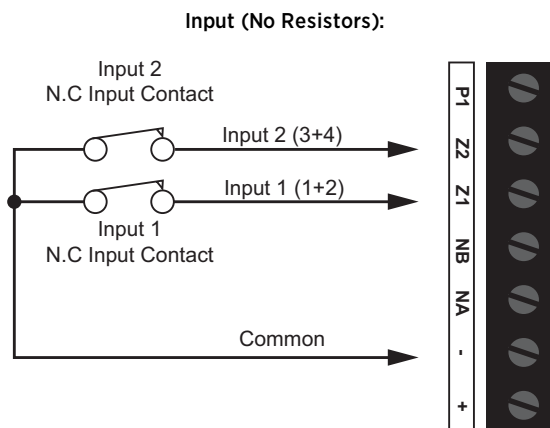 Input (No Resistors):
Input 2
N.C Input Contact
Input 2 (3+4)
Input 1 (1+2)
Input 1
N.C Input Contact
Common
P1
Z2
Z1
NB
NA
-
+